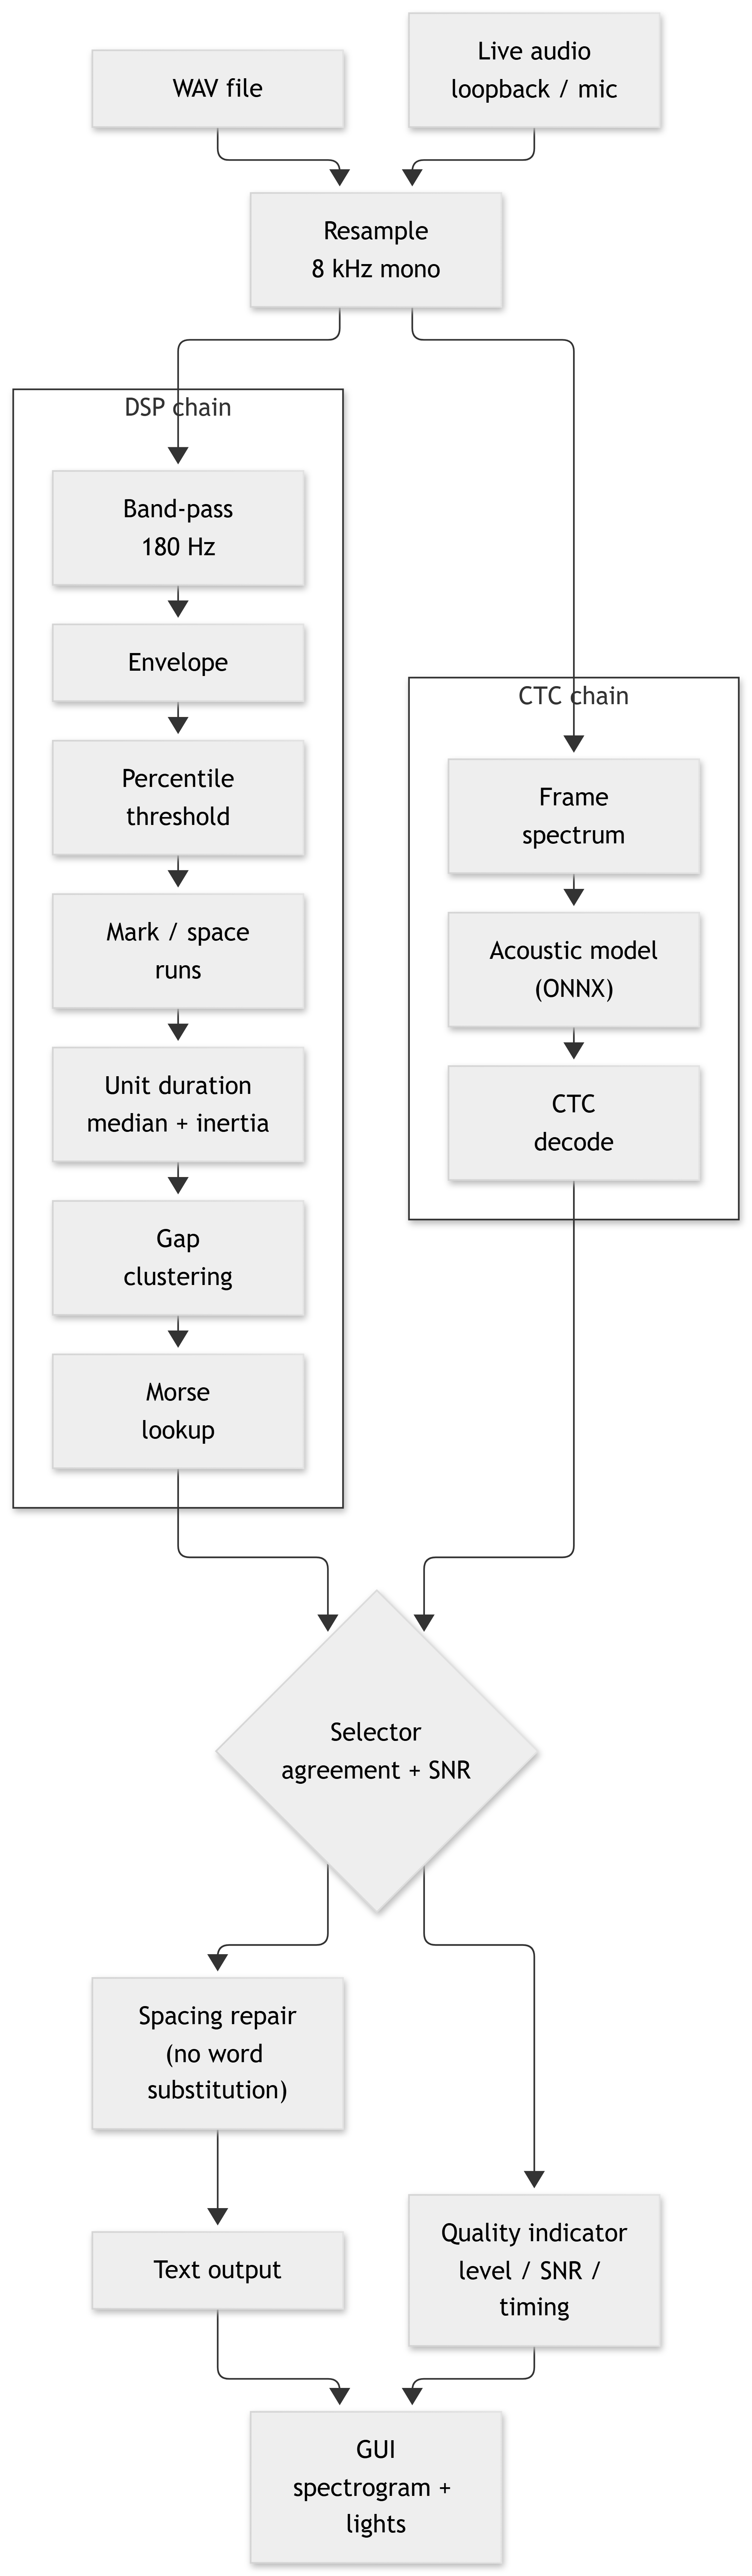 WAV file
Live audio
loopback / mic
Resample
8 kHz mono
DSP chain
Band-pass
180 Hz
Envelope
Percentile
threshold
Mark / space
runs
Unit duration
median + inertia
Gap
clustering
Morse
lookup
CTC chain
Frame
spectrum
Acoustic model
(ONNX)
CTC
decode
Selector
agreement + SNR
Spacing repair
(no word
substitution)
Text output
Quality indicator
level / SNR /
timing
GUI
spectrogram +
lights